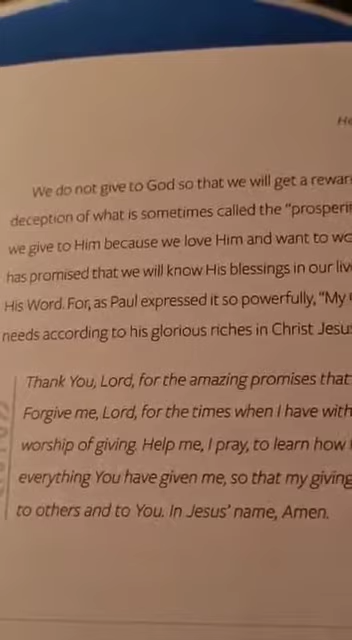 He
We do not give to God so that we will get a rewar
deception of what is sometimes called the "prosperit
we give to Him because we love Him and want to wo
has promised that we will know His blessings in our liv
His Word. For, as Paul expressed it so powerfully, "My
needs according to his glorious riches in Christ Jesus
Thank You, Lord, for the amazing promises that
Forgive me, Lord, for the times when I have with
worship of giving. Help me, I pray, to learn how
everything You have given me, so that my giving
to others and to You. In Jesus' name, Amen.